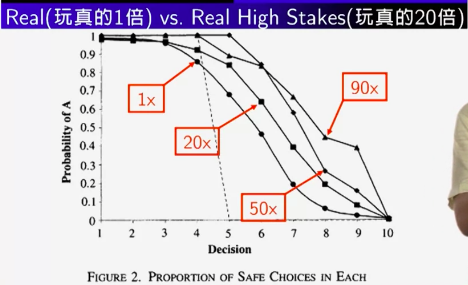 Real(玩真的1倍) vs. Real High Stakes(玩真的20倍)
1
0.9
0.8
0.7
0.6
0.5
0.4
0.3
0.2
0.1
0
Probability of A
1x
20x
50x
90x
1 2 3 4 5 6 7 8 9 10
Decision
FIGURE 2. PROPORTION OF SAFE CHOICES IN EACH